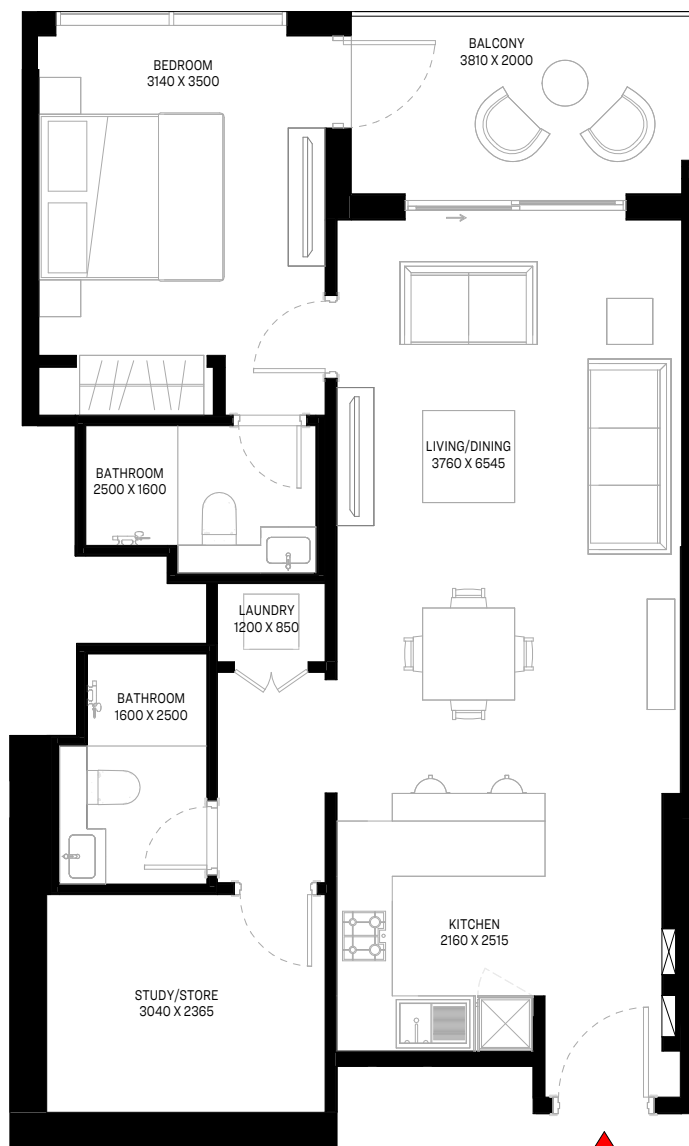 BEDROOM
3140 X 3500
BALCONY
3810 X 2000
LIVING/DINING
3760 X 6545
BATHROOM
2500 X 1600
LAUNDRY
1200 X 850
BATHROOM
1600 X 2500
KITCHEN
2160 X 2515
STUDY/STORE
3040 X 2365